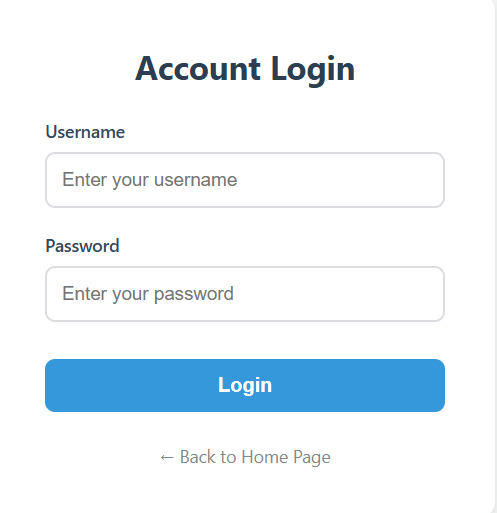 Account Login
Username
Enter your username
Password
Enter your password
Login
← Back to Home Page